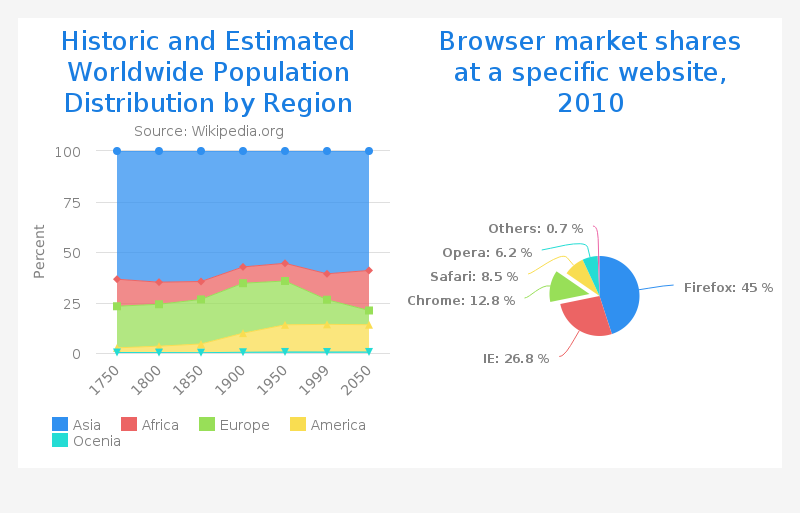 Historic and Estimated
Worldwide Population
Distribution by Region
Source: Wikipedia.org
Percent
100
75
50
25
0
1750
1800
1850
1900
1950
1999
2050
Asia
Africa
Europe
America
Ocenia
Browser market shares
at a specific website,
2010
Others: 0.7 %
Opera: 6.2 %
Safari: 8.5 %
Chrome: 12.8 %
Firefox: 45 %
IE: 26.8 %